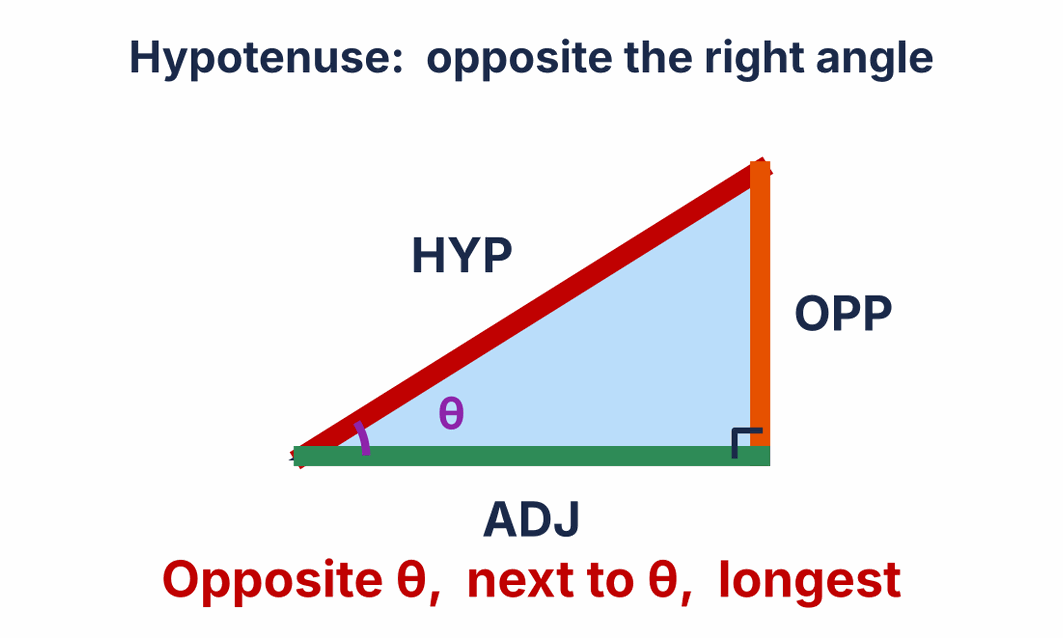 Hypotenuse: opposite the right angle
HYP
OPP
θ
ADJ
Opposite θ, next to θ, longest